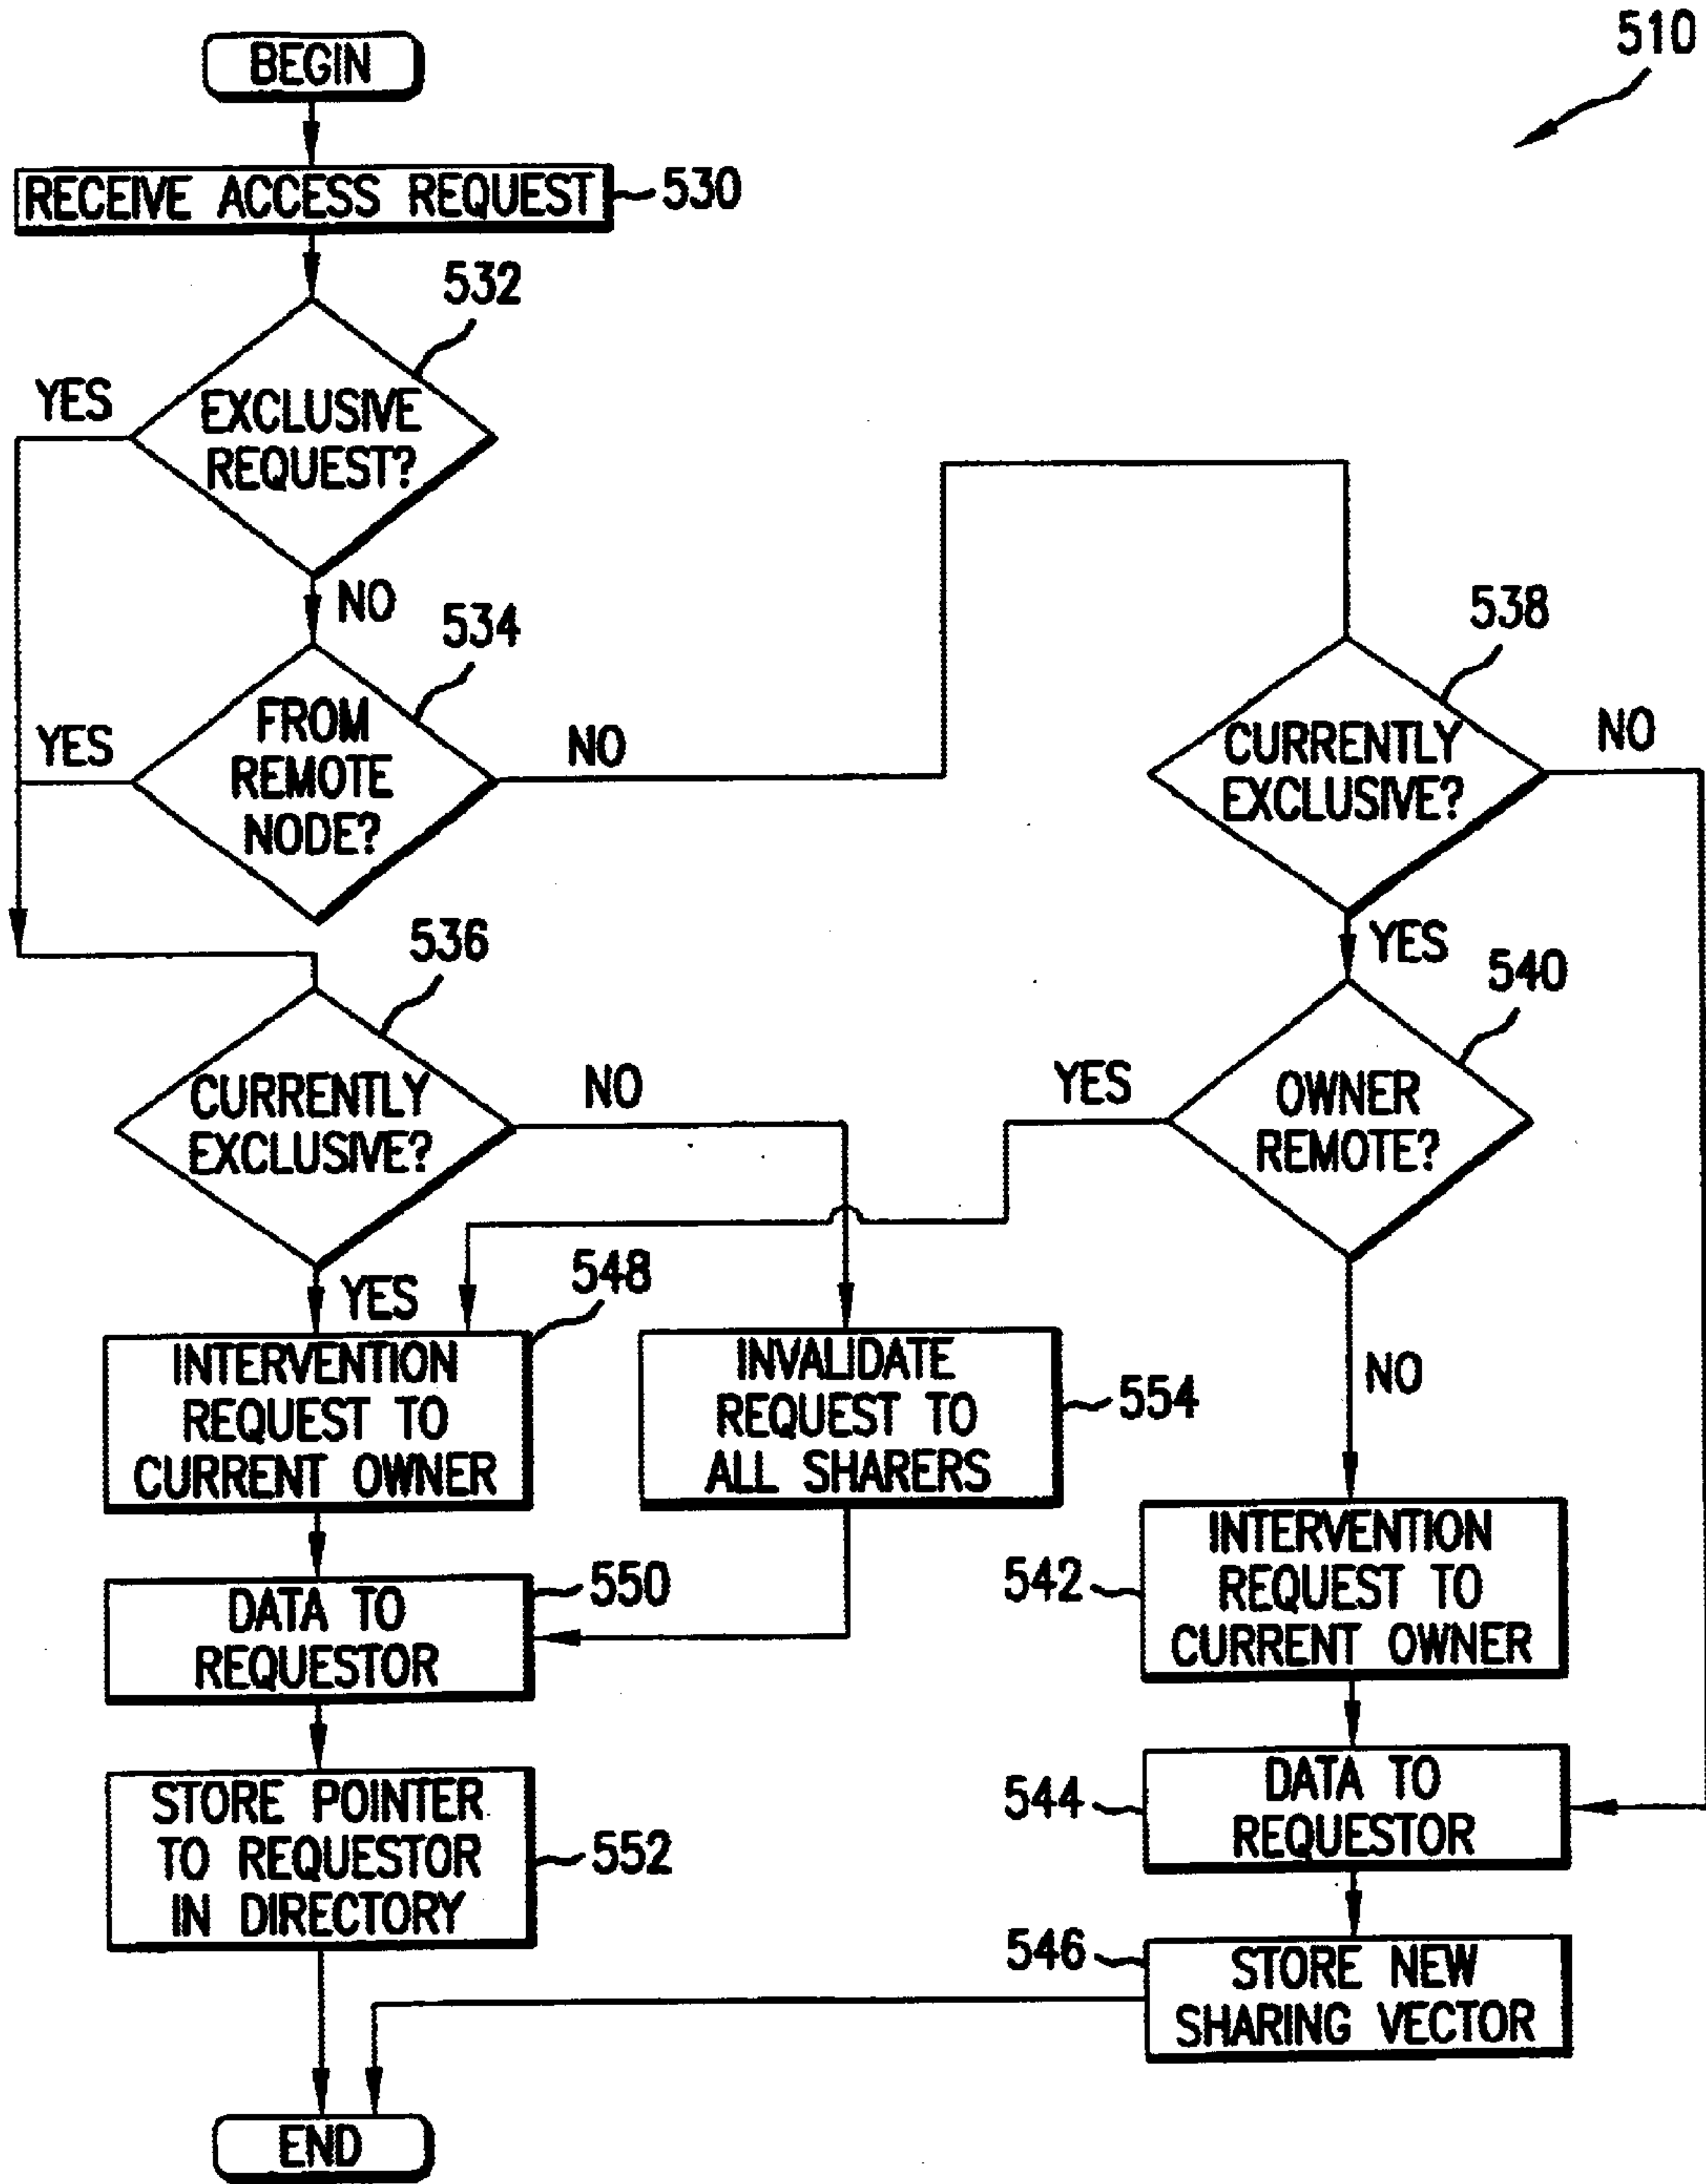 510
BEGIN
RECEIVE ACCESS REQUEST
530
532
YES
EXCLUSIVE
REQUEST?
NO
534
YES
FROM
REMOTE
NODE?
NO
538
CURRENTLY
EXCLUSIVE?
NO
YES
536
CURRENTLY
EXCLUSIVE?
NO
YES
540
YES
OWNER
REMOTE?
NO
548
INTERVENTION
REQUEST TO
CURRENT OWNER
INVALIDATE
REQUEST TO
ALL SHARERS
554
542
INTERVENTION
REQUEST TO
CURRENT OWNER
550
DATA TO
REQUESTOR
544
DATA TO
REQUESTOR
STORE POINTER
TO REQUESTOR
IN DIRECTORY
552
546
STORE NEW
SHARING VECTOR
END